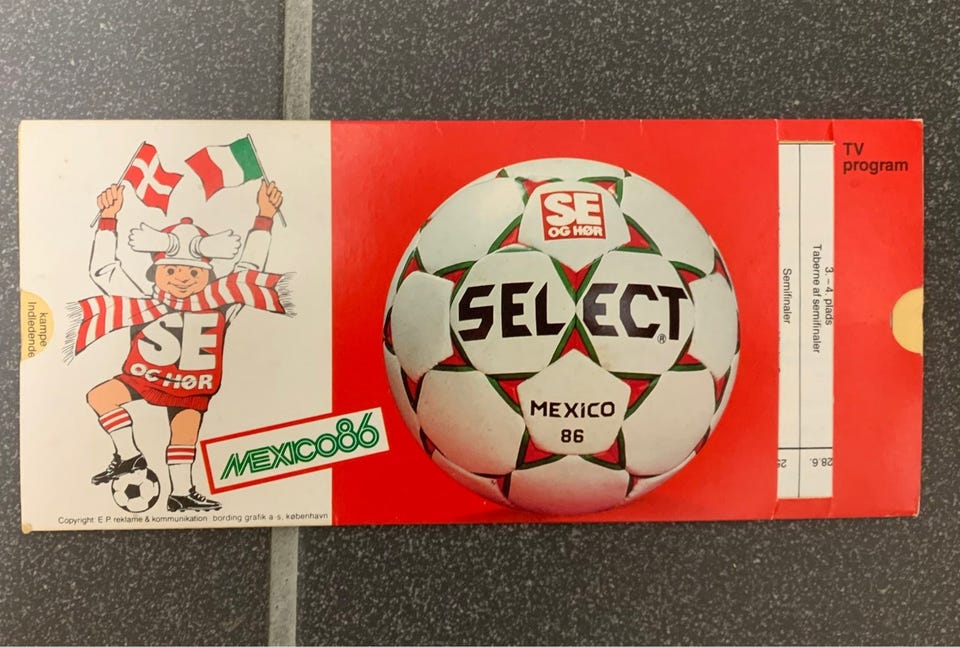 kampe
Indledende
SE
OG HØR
MEXICO86
Copyright: E.P. reklame & kommunikation · bording grafik a-s, københavn
SE
OG HØR
SELECT®
MEXICO
86
TV
program
3.–4. plads
Taberne af semifinaler
28.6.
Semifinaler
25